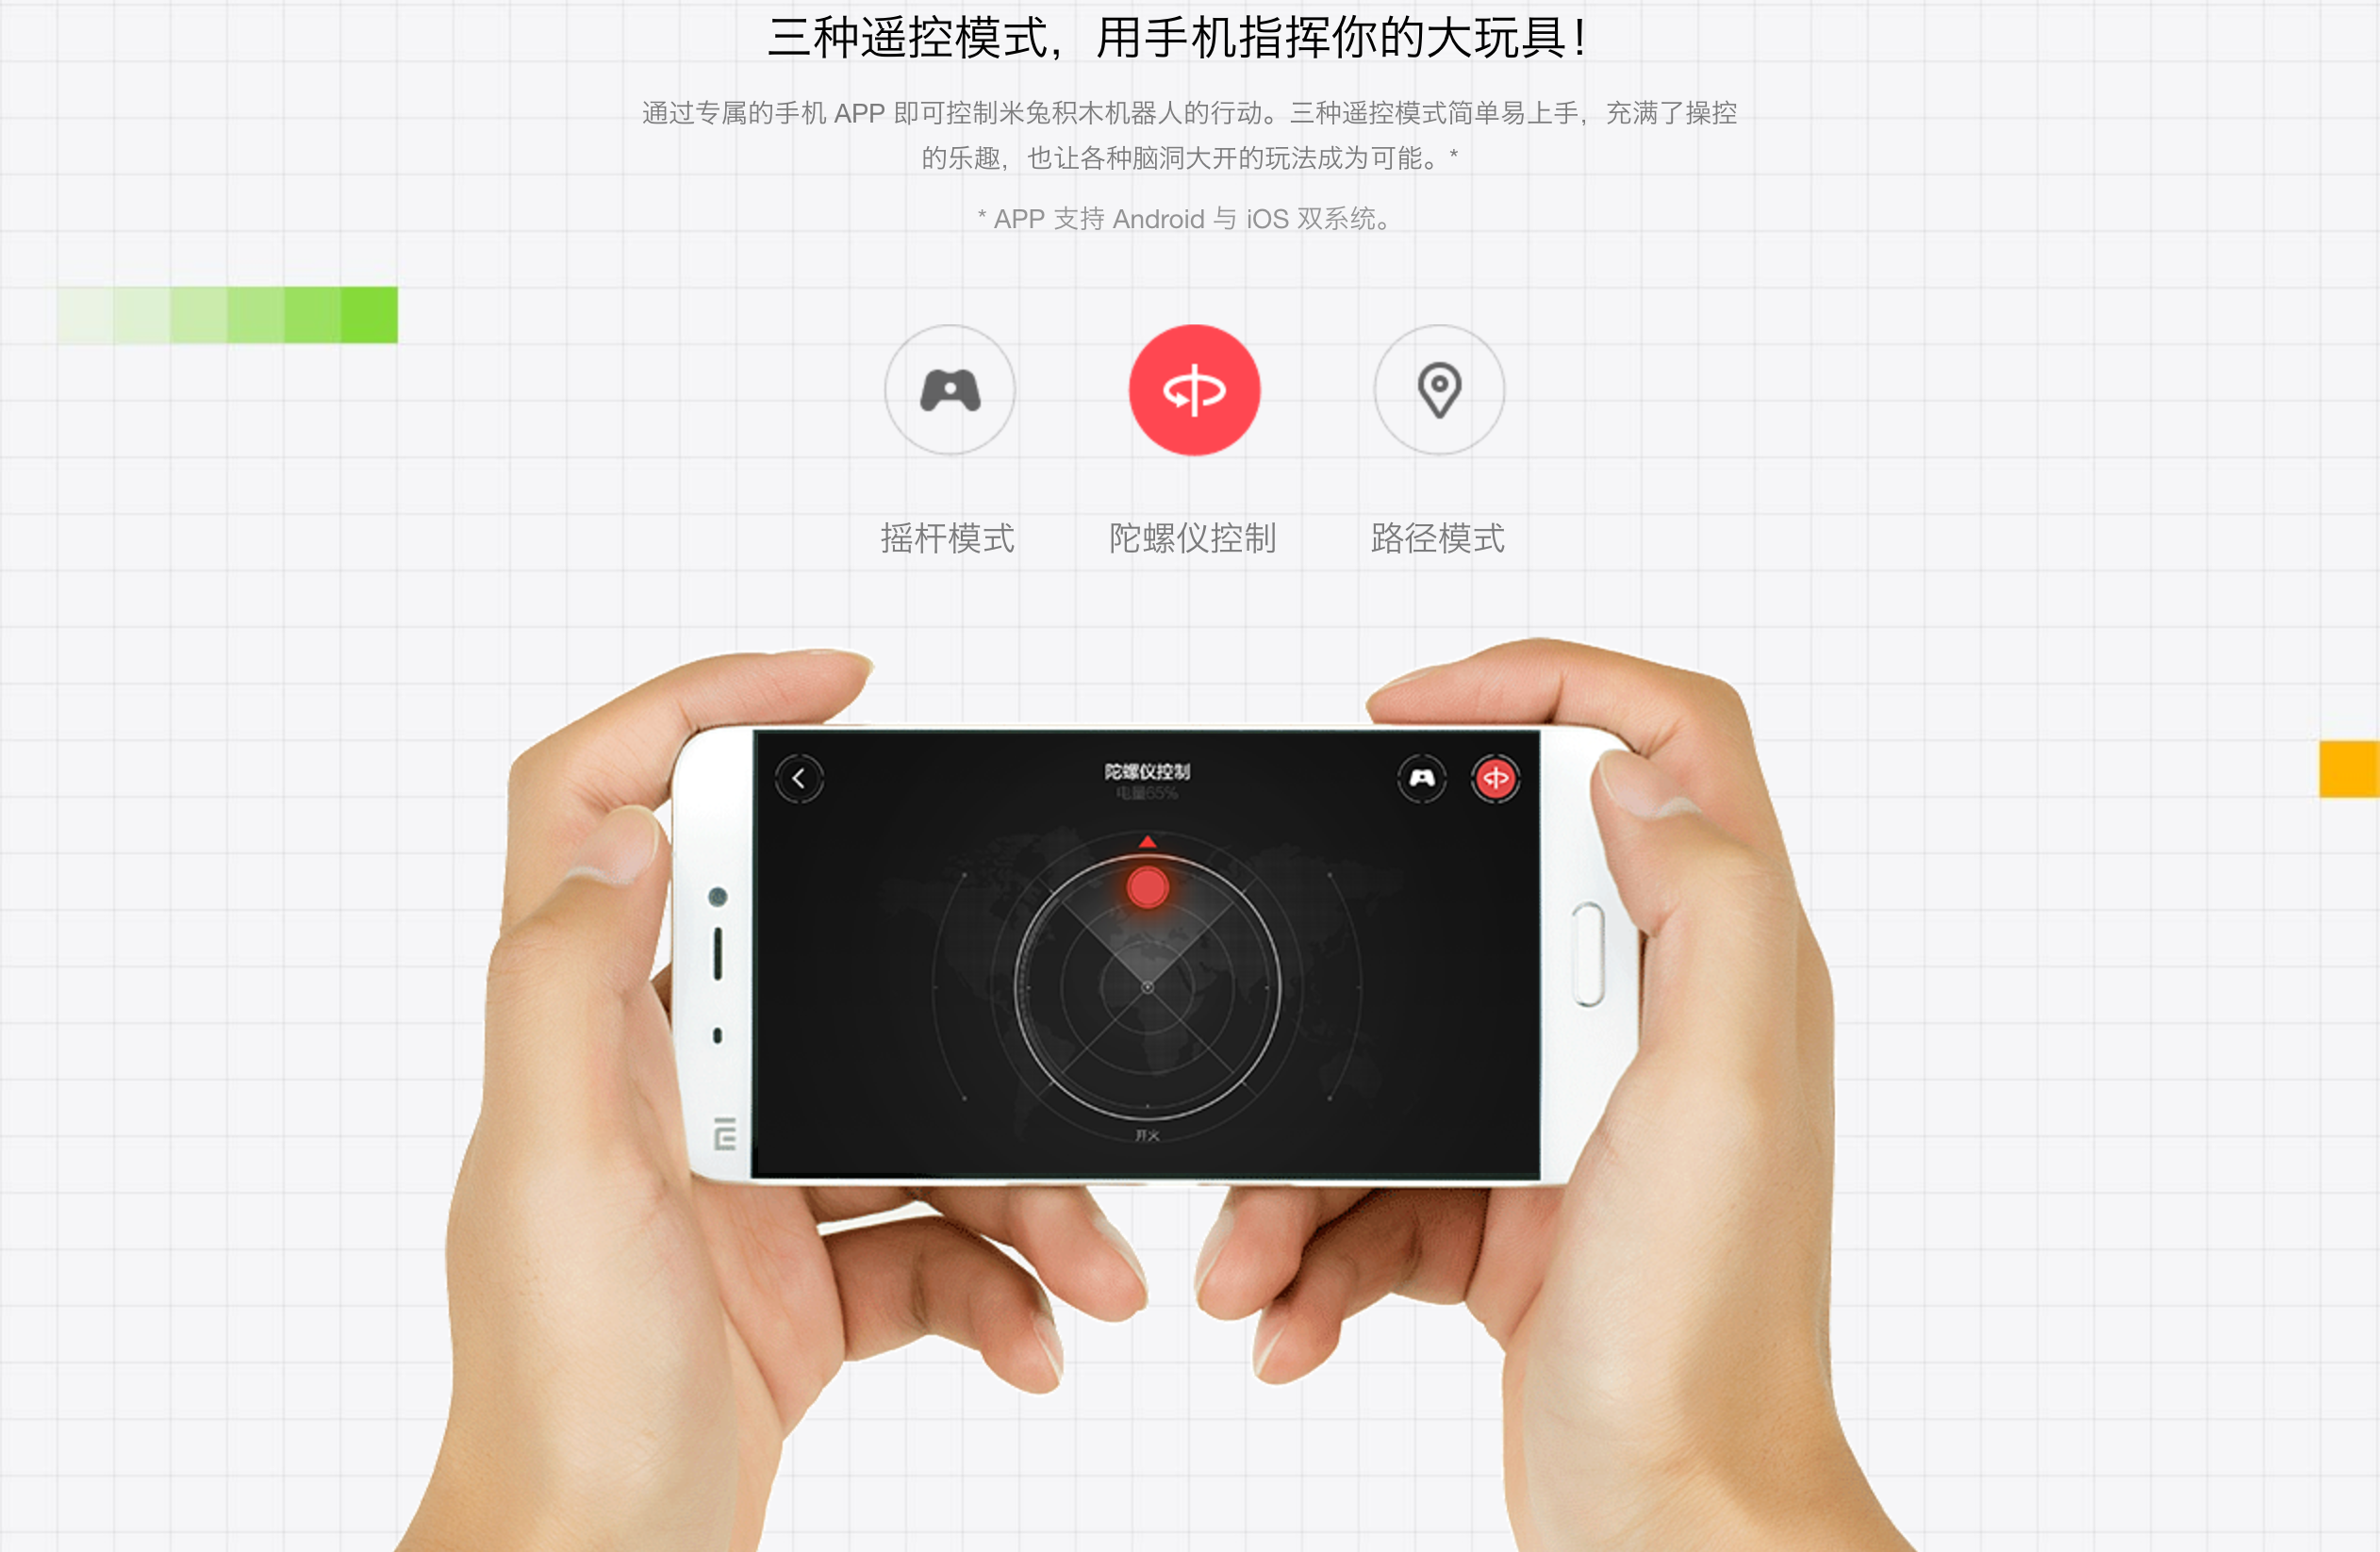 三种遥控模式，用手机指挥你的大玩具！
通过专属的手机 APP 即可控制米兔积木机器人的行动。三种遥控模式简单易上手，充满了操控
的乐趣，也让各种脑洞大开的玩法成为可能。*
* APP 支持 Android 与 iOS 双系统。
摇杆模式 陀螺仪控制 路径模式
陀螺仪控制
电量65%
开火